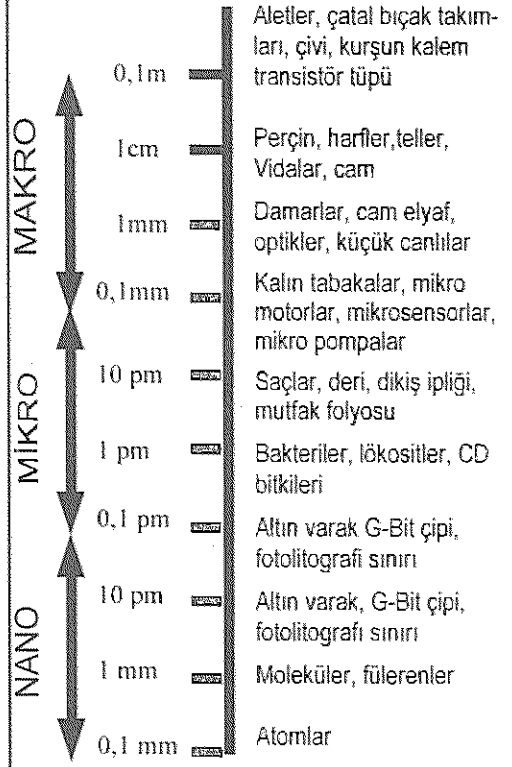 Aletler, çatal bıçak takım-
ları, çivi, kurşun kalem
0,1m transistör tüpü
MAKRO
1cm Perçin, harfler,teller,
Vidalar, cam
1mm Damarlar, cam elyaf,
optikler, küçük canlılar
0,1mm Kalın tabakalar, mikro
motorlar, mikrosensorlar,
mikro pompalar
MİKRO
10 pm Saçlar, deri, dikiş ipliği,
mutfak folyosu
1 pm Bakteriler, lökositler, CD
bitkileri
0,1 pm Altın varak G-Bit çipi,
fotolitografi sınırı
NANO
10 pm Altın varak, G-Bit çipi,
fotolitografı sınırı
1 mm Moleküler, fülerenler
0,1 mm Atomlar